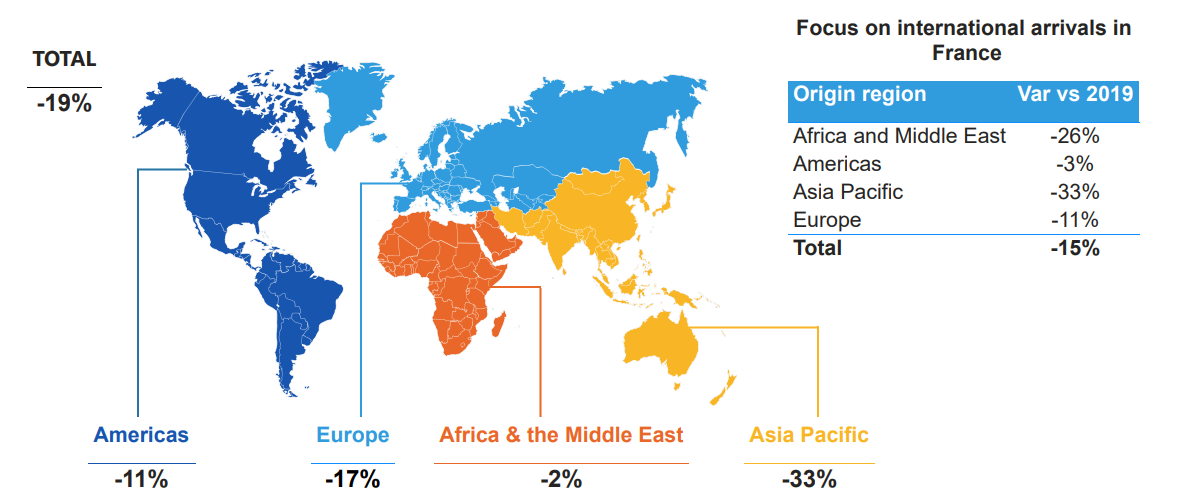 Focus on international arrivals in
France
TOTAL
-19%
Origin region Var vs 2019
Africa and Middle East -26%
Americas -3%
Asia Pacific -33%
Europe -11%
Total -15%
Americas Europe Africa & the Middle East Asia Pacific
-11% -17% -2% -33%